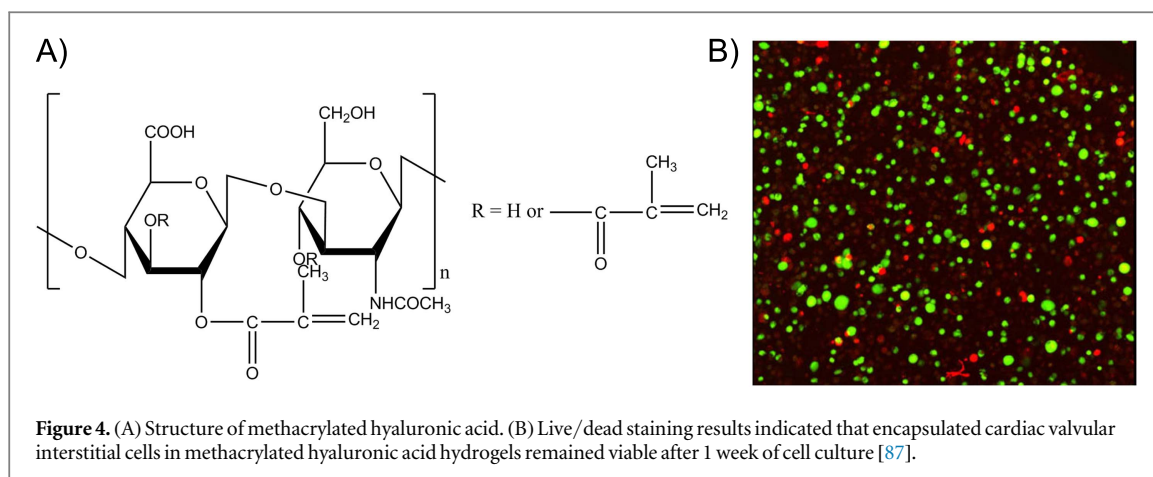 A)
B)
COOH
CH2OH
O
O
O
OR
OR
CH3
O
NHCOCH3
n
O
CH2
O
R = H or
C
C
CH2
CH3
O
Figure 4. (A) Structure of methacrylated hyaluronic acid. (B) Live/dead staining results indicated that encapsulated cardiac valvular
interstitial cells in methacrylated hyaluronic acid hydrogels remained viable after 1 week of cell culture [87].